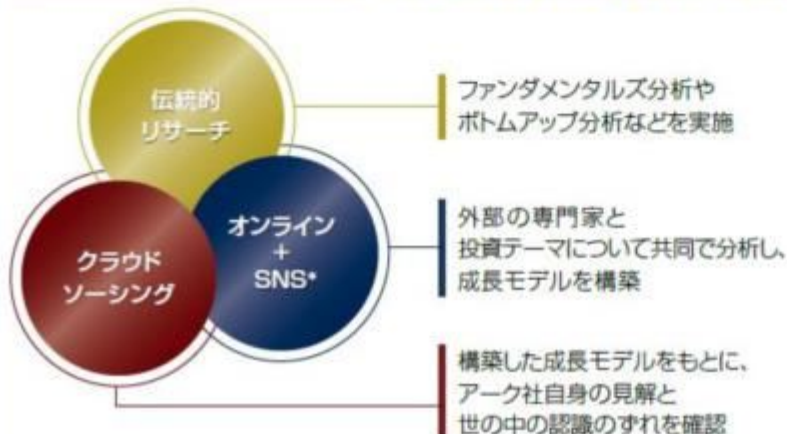 伝統的
リサーチ
ファンダメンタルズ分析や
ボトムアップ分析などを実施
オンライン
+
SNS*
外部の専門家と
投資テーマについて共同で分析し、
成長モデルを構築
クラウド
ソーシング
構築した成長モデルをもとに、
アーク社自身の見解と
世の中の認識のずれを確認